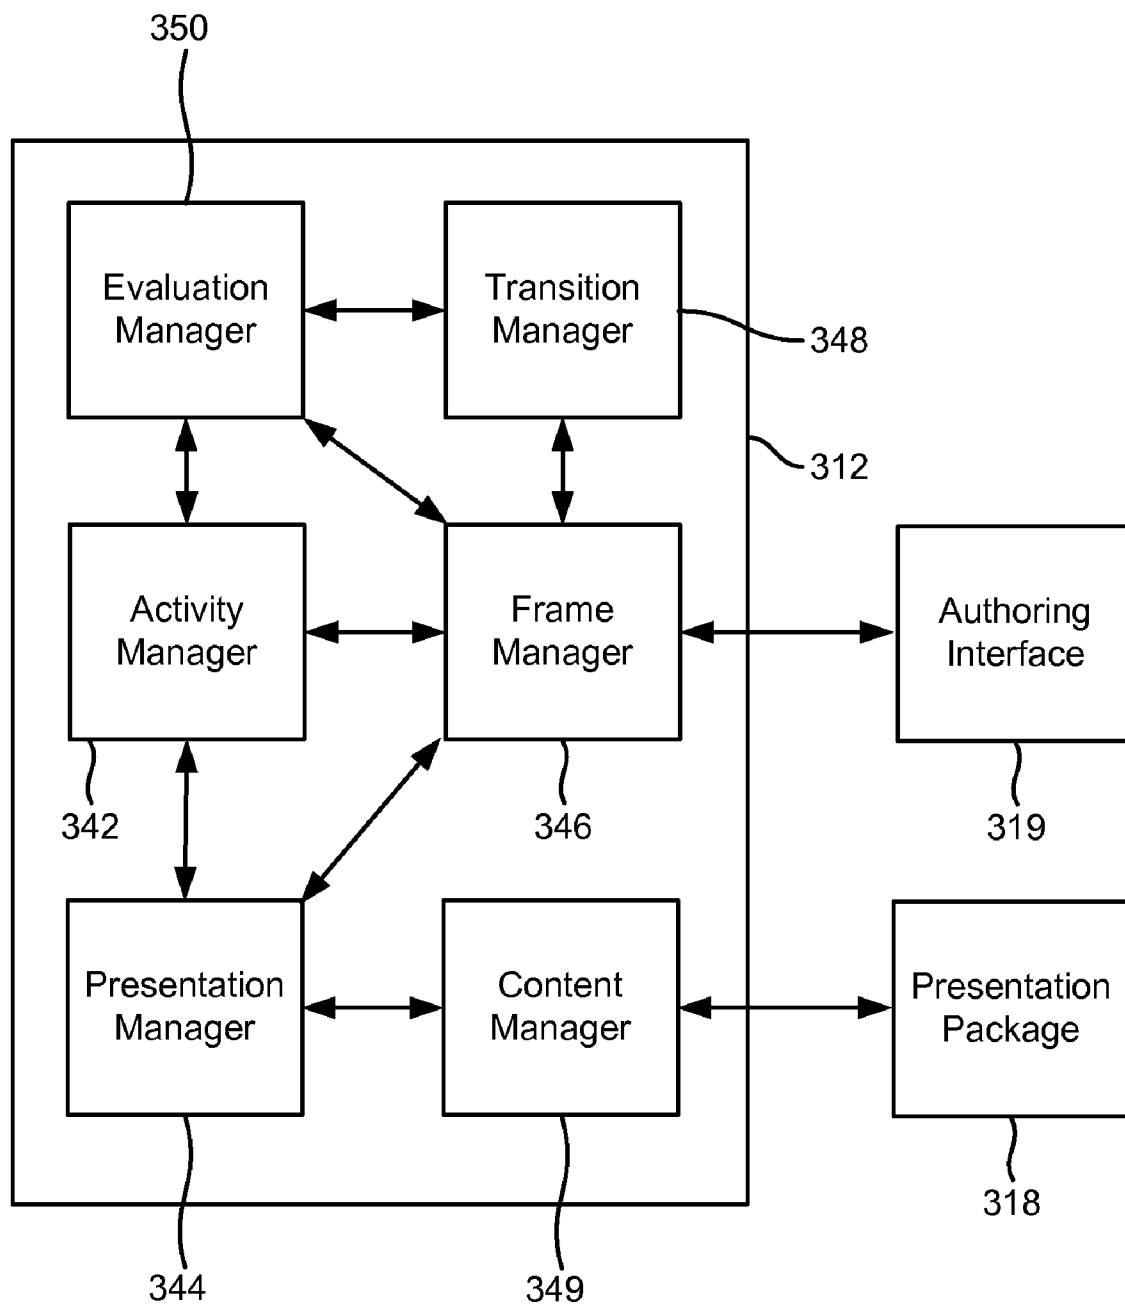 350
Evaluation
Manager
Transition
Manager
348
312
Activity
Manager
Frame
Manager
Authoring
Interface
342
346
319
Presentation
Manager
Content
Manager
Presentation
Package
318
344
349